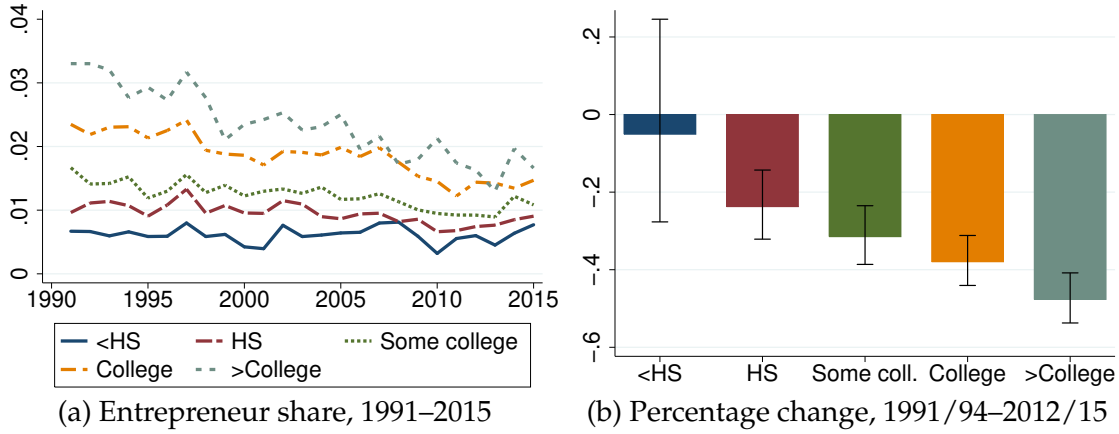 .04
.03
.02
.01
0
1990 1995 2000 2005 2010 2015
<HS HS Some college
College >College
(a) Entrepreneur share, 1991–2015
.2
0
-.2
-.4
-.6
<HS HS Some coll. College >College
(b) Percentage change, 1991/94–2012/15